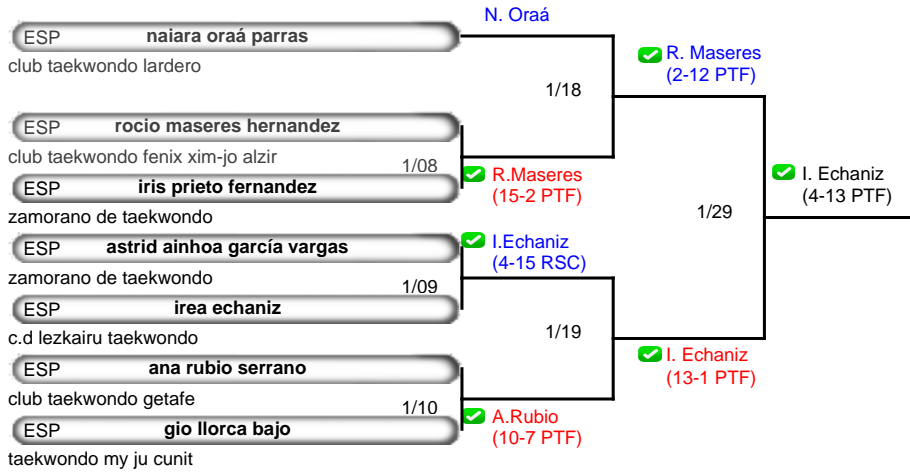 N. Oraá
ESP naiara oraá parras
club taekwondo lardero
R. Maseres
(2-12 PTF)
1/18
ESP rocio maseres hernandez
club taekwondo fenix xim-jo alzir
1/08
R.Maseres
(15-2 PTF)
ESP iris prieto fernandez
zamorano de taekwondo
I. Echaniz
(4-13 PTF)
1/29
ESP astrid ainhoa garcía vargas
zamorano de taekwondo
I.Echaniz
(4-15 RSC)
1/09
ESP irea echaniz
c.d lezkairu taekwondo
1/19
I. Echaniz
(13-1 PTF)
ESP ana rubio serrano
club taekwondo getafe
1/10
A.Rubio
(10-7 PTF)
ESP gio llorca bajo
taekwondo my ju cunit